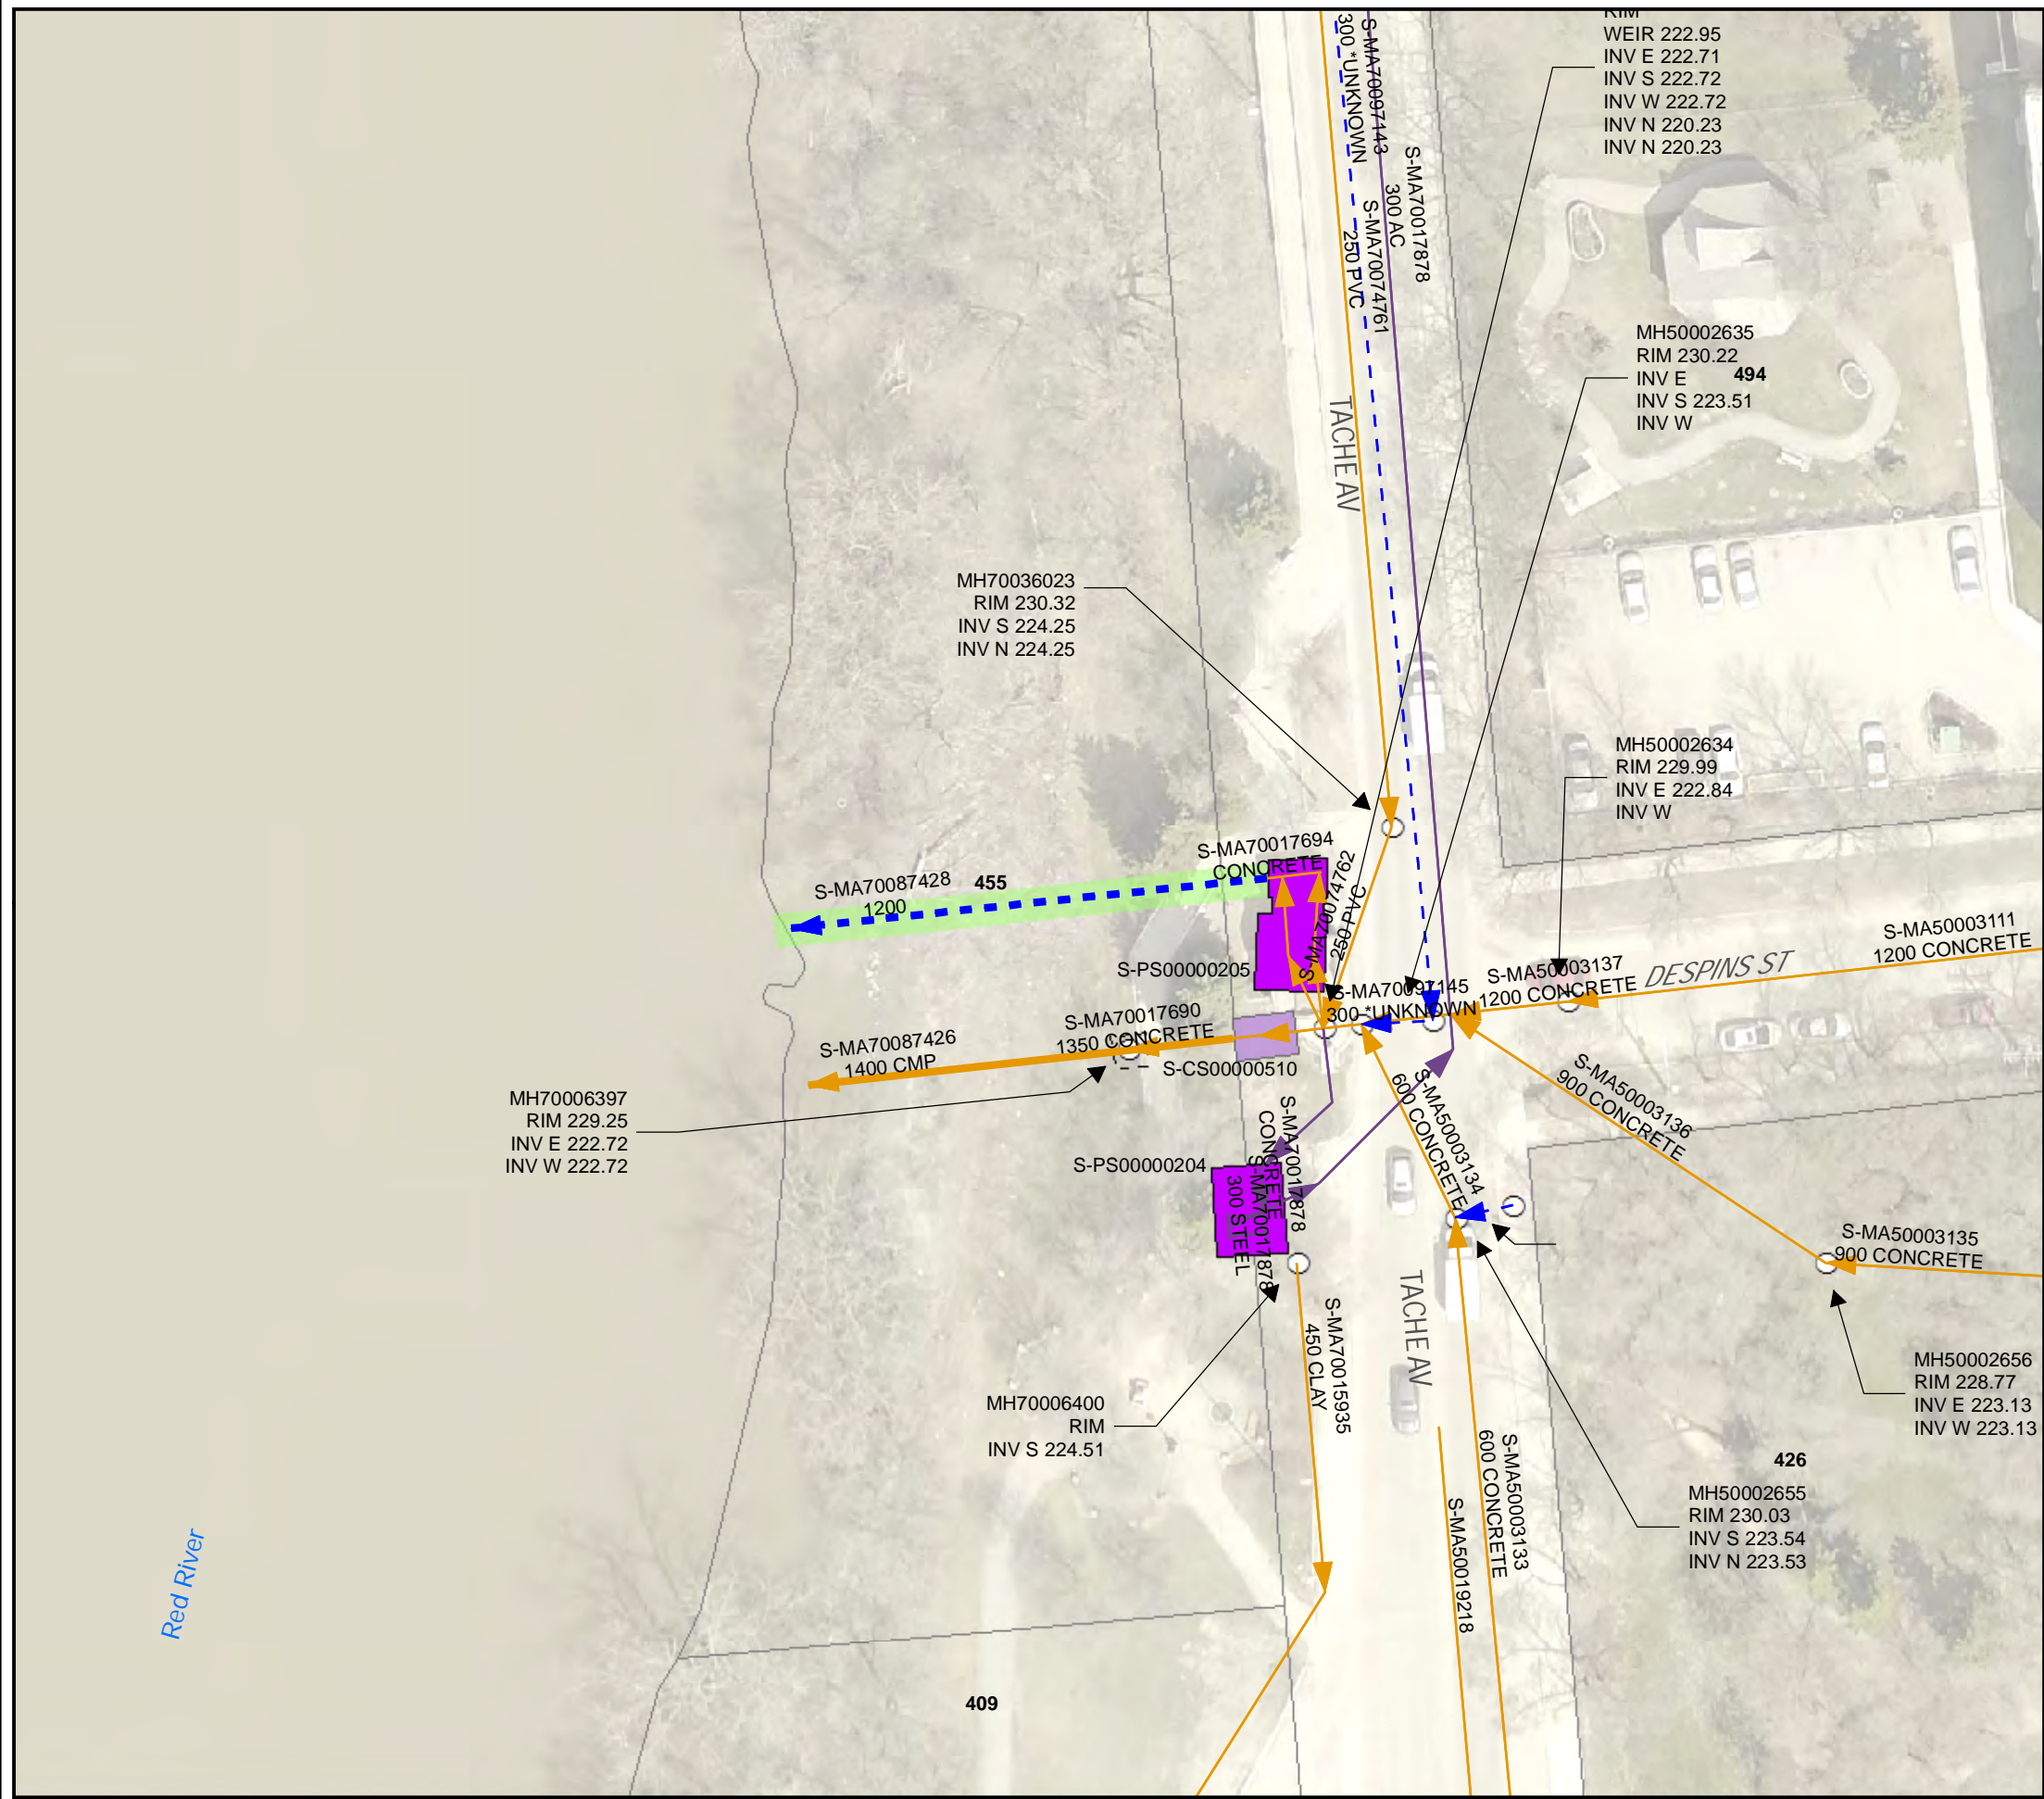 RIM
WEIR 222.95
INV E 222.71
INV S 222.72
INV W 222.72
INV N 220.23
INV N 220.23
S-MA70097143
300 *UNKNOWN
S-MA70017878
300 AC
S-MA70074761
250 PVC
MH50002635
RIM 230.22
INV E
INV S 223.51
INV W
494
TACHE AV
MH70036023
RIM 230.32
INV S 224.25
INV N 224.25
MH50002634
RIM 229.99
INV E 222.84
INV W
S-MA70017694
CONCRETE
S-MA70074762
250 PVC
S-MA70087428
1200
455
S-PS00000205
S-MA50003111
1200 CONCRETE
DESPINS ST
S-MA50003137
1200 CONCRETE
S-MA70097145
300 *UNKNOWN
S-MA70017690
1350 CONCRETE
S-MA70087426
1400 CMP
S-CS00000510
MH70006397
RIM 229.25
INV E 222.72
INV W 222.72
S-MA50003136
900 CONCRETE
S-MA50003134
600 CONCRETE
S-PS00000204
S-MA70017878
CONCRETE
S-MA70017878
300 STEEL
S-MA50003135
900 CONCRETE
TACHE AV
S-MA70015935
450 CLAY
MH70006400
RIM
INV S 224.51
MH50002656
RIM 228.77
INV E 223.13
INV W 223.13
426
MH50002655
RIM 230.03
INV S 223.54
INV N 223.53
S-MA50003133
600 CONCRETE
S-MA50019218
Red River
409